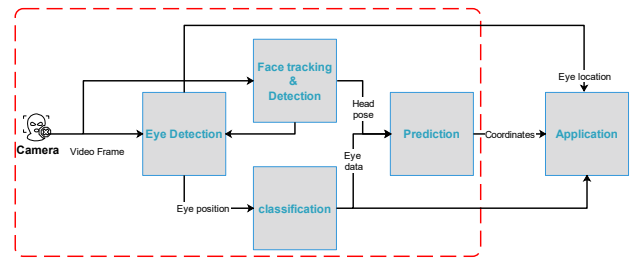 Face tracking
&
Detection
Eye location
Head
pose
Eye Detection
Prediction
Coordinates
Application
Camera
Video Frame
Eye
data
Eye position
classification